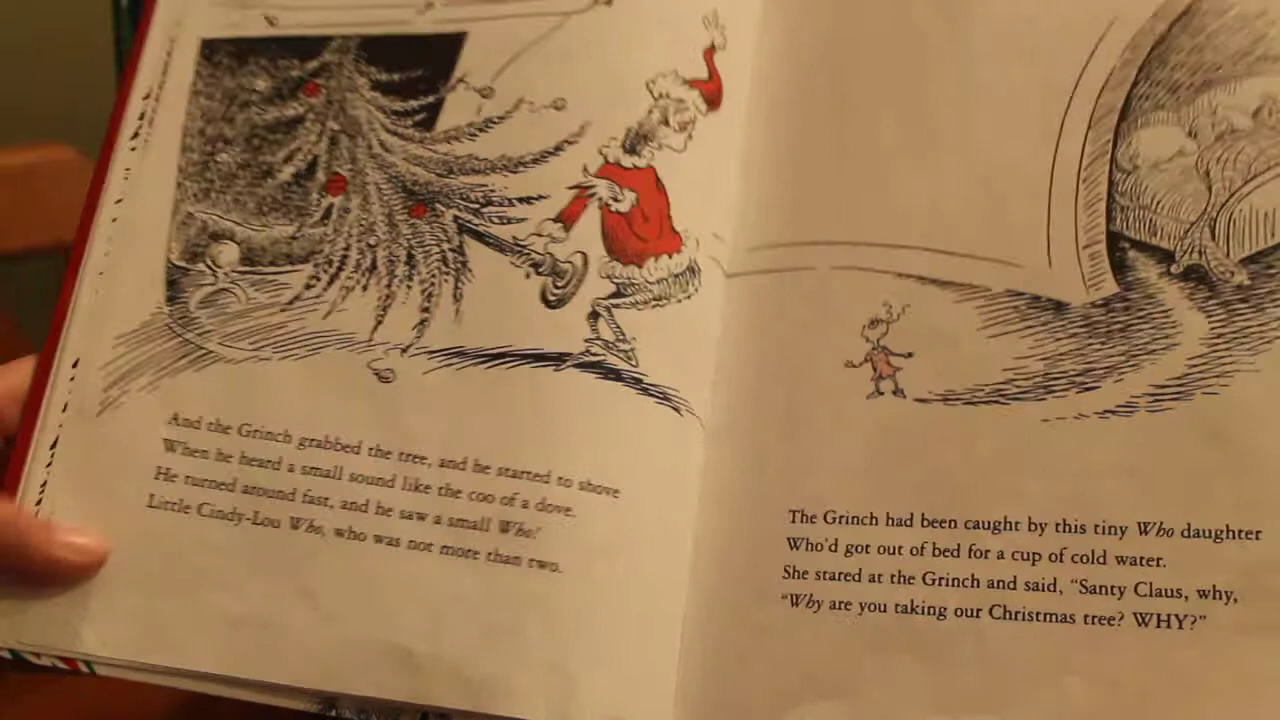 And the Grinch grabbed the tree, and he started to shove
When he heard a small sound like the coo of a dove.
He turned around fast, and he saw a small Who!
Little Cindy-Lou Who, who was not more than two.
The Grinch had been caught by this tiny Who daughter
Who'd got out of bed for a cup of cold water.
She stared at the Grinch and said, “Santy Claus, why,
“Why are you taking our Christmas tree? WHY?”